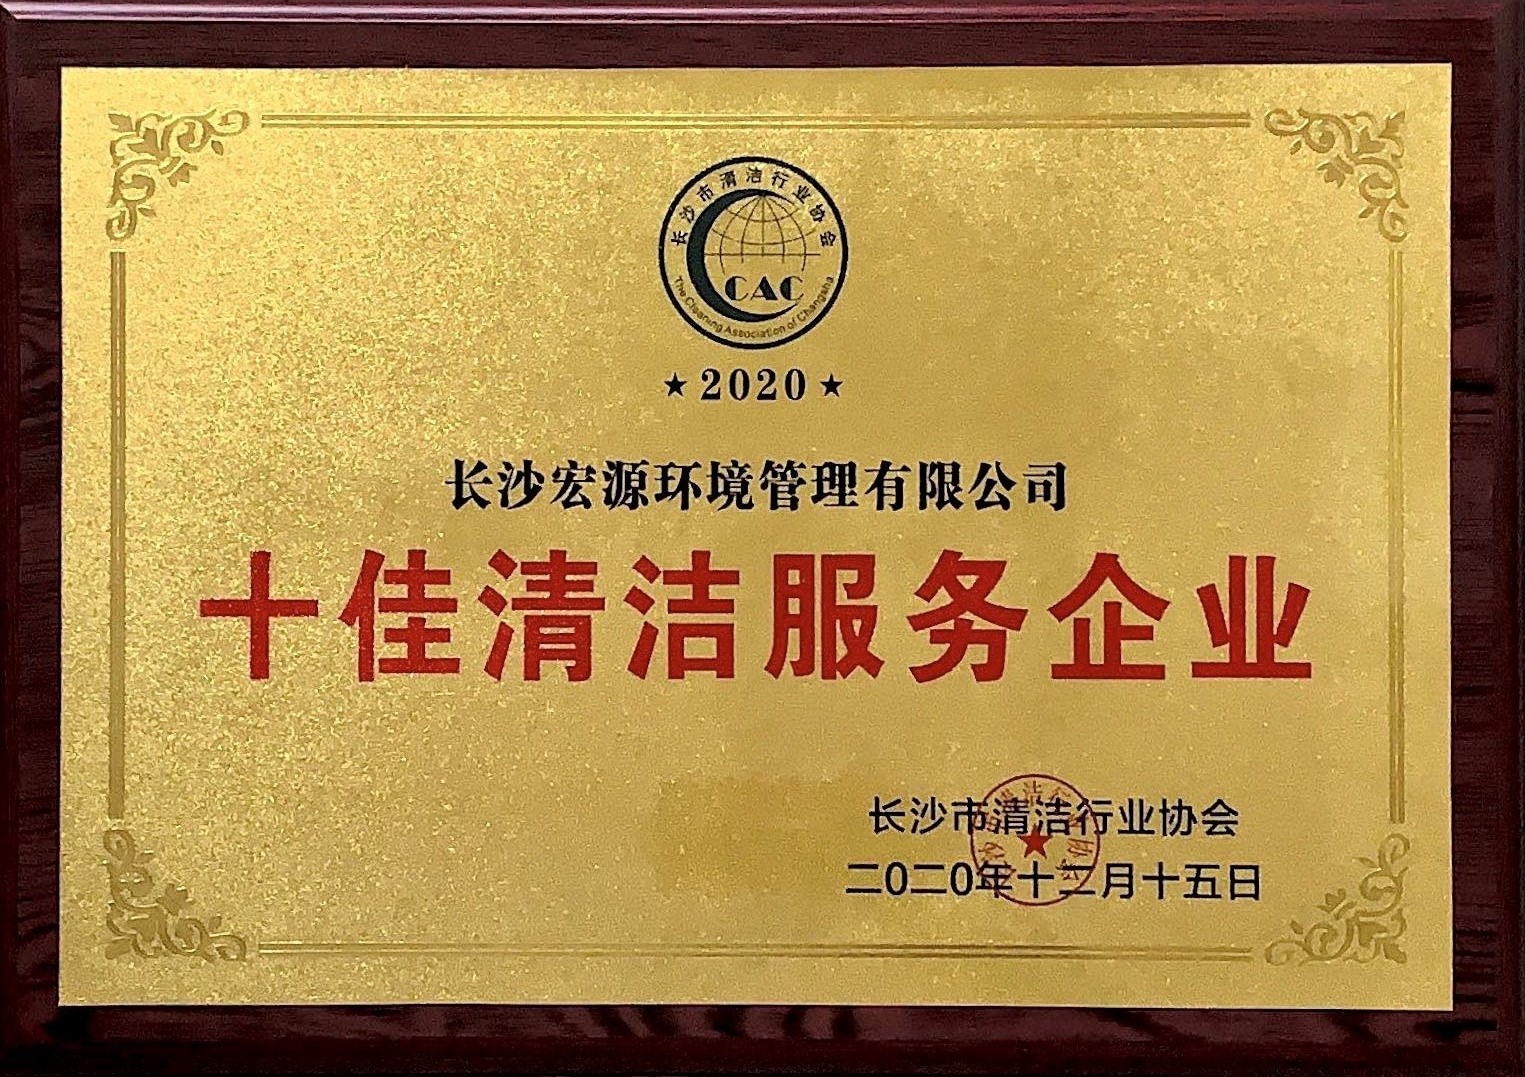 长沙市清洁行业协会
CAC
The Cleaning Association of Changsha
★2020★
长沙宏源环境管理有限公司
十佳清洁服务企业
长沙市清洁行业协会
二0二0年十二月十五日